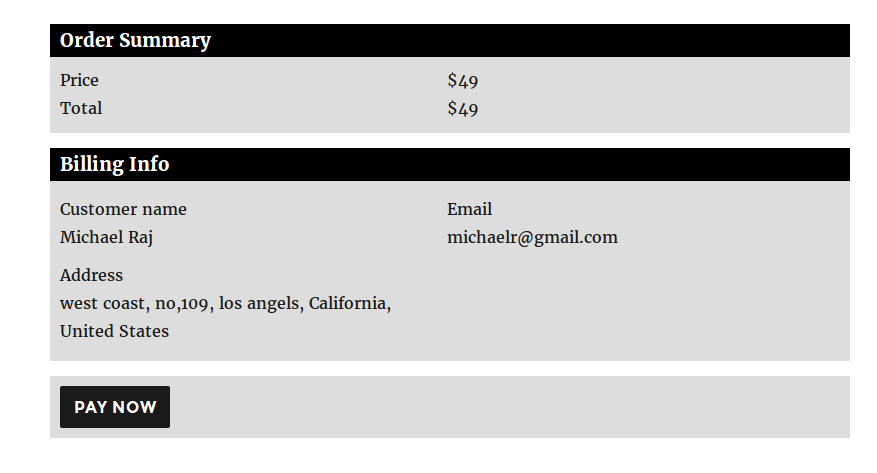 Order Summary
Price $49
Total $49
Billing Info
Customer name Email
Michael Raj michaelr@gmail.com
Address
west coast, no,109, los angels, California,
United States
PAY NOW